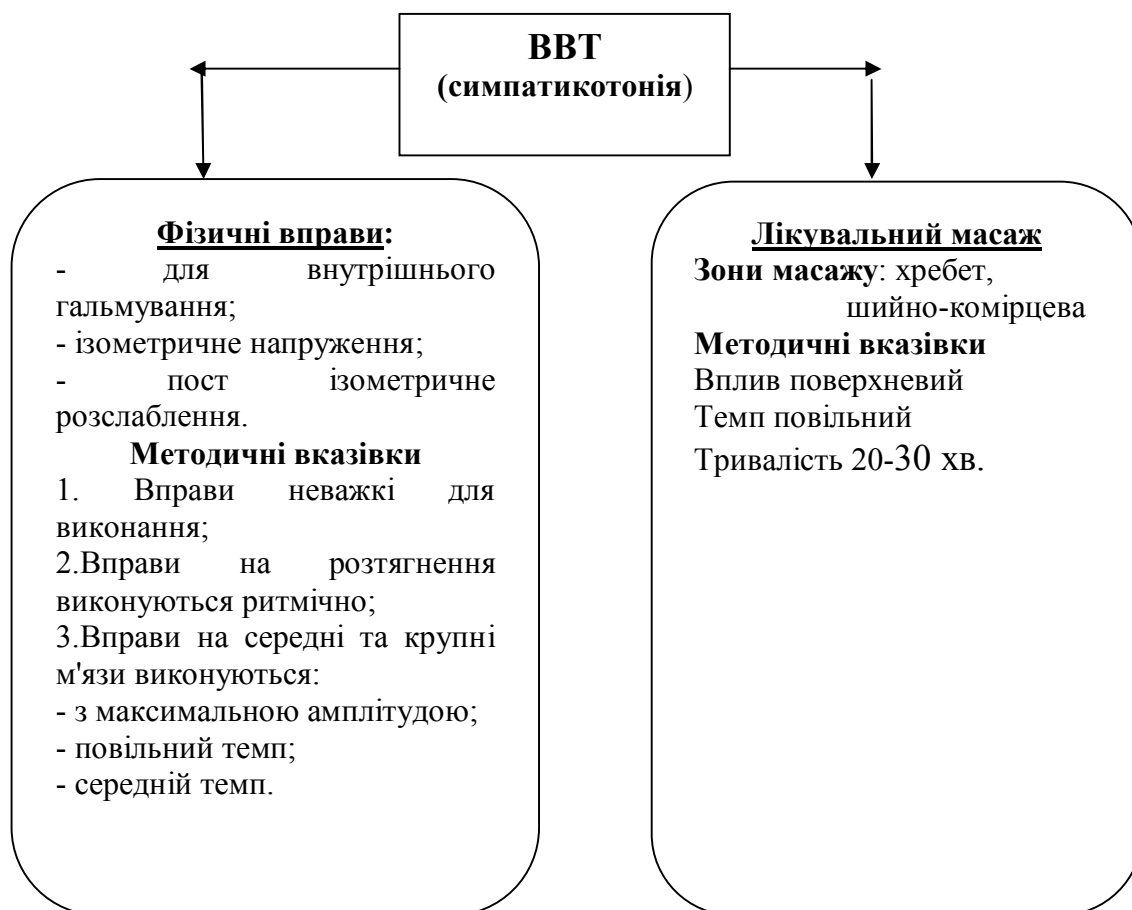 ВВТ
(симпатикотонія)
Фізичні вправи:
- для внутрішнього
гальмування;
- ізометричне напруження;
- пост ізометричне
розслаблення.
Методичні вказівки
1. Вправи неважкі для
виконання;
2.Вправи на розтягнення
виконуються ритмічно;
3.Вправи на середні та крупні
м'язи виконуються:
- з максимальною амплітудою;
- повільний темп;
- середній темп.
Лікувальний масаж
Зони масажу: хребет,
шийно-комірцева
Методичні вказівки
Вплив поверхневий
Темп повільний
Тривалість 20-30 хв.